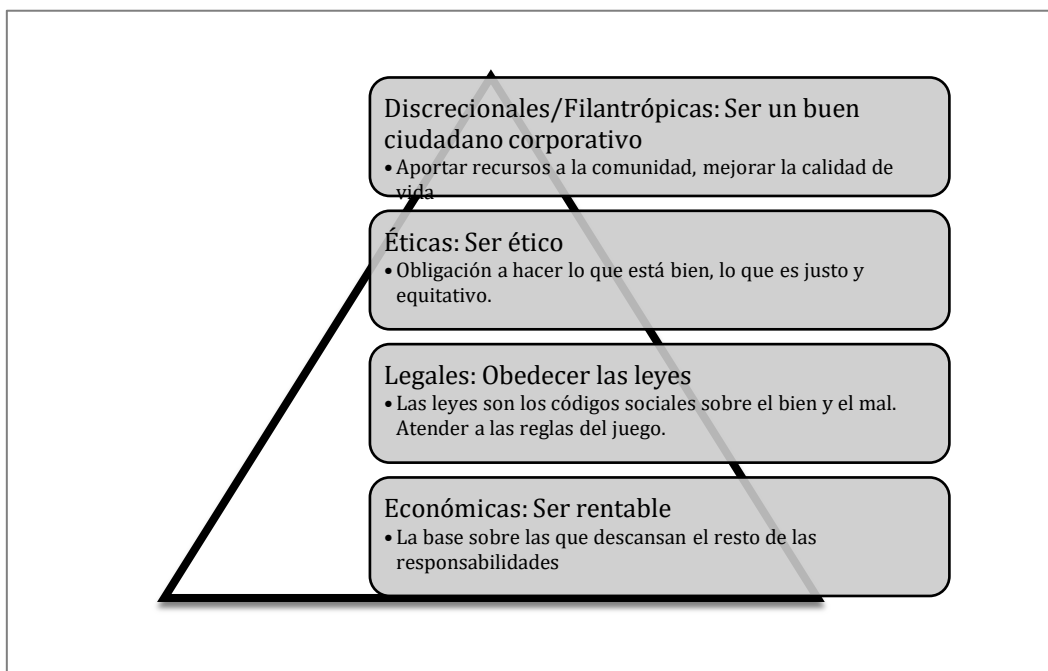 Discrecionales/Filantrópicas: Ser un buen
ciudadano corporativo
• Aportar recursos a la comunidad, mejorar la calidad de
vida
Éticas: Ser ético
• Obligación a hacer lo que está bien, lo que es justo y
equitativo.
Legales: Obedecer las leyes
• Las leyes son los códigos sociales sobre el bien y el mal.
Atender a las reglas del juego.
Económicas: Ser rentable
• La base sobre las que descansan el resto de las
responsabilidades